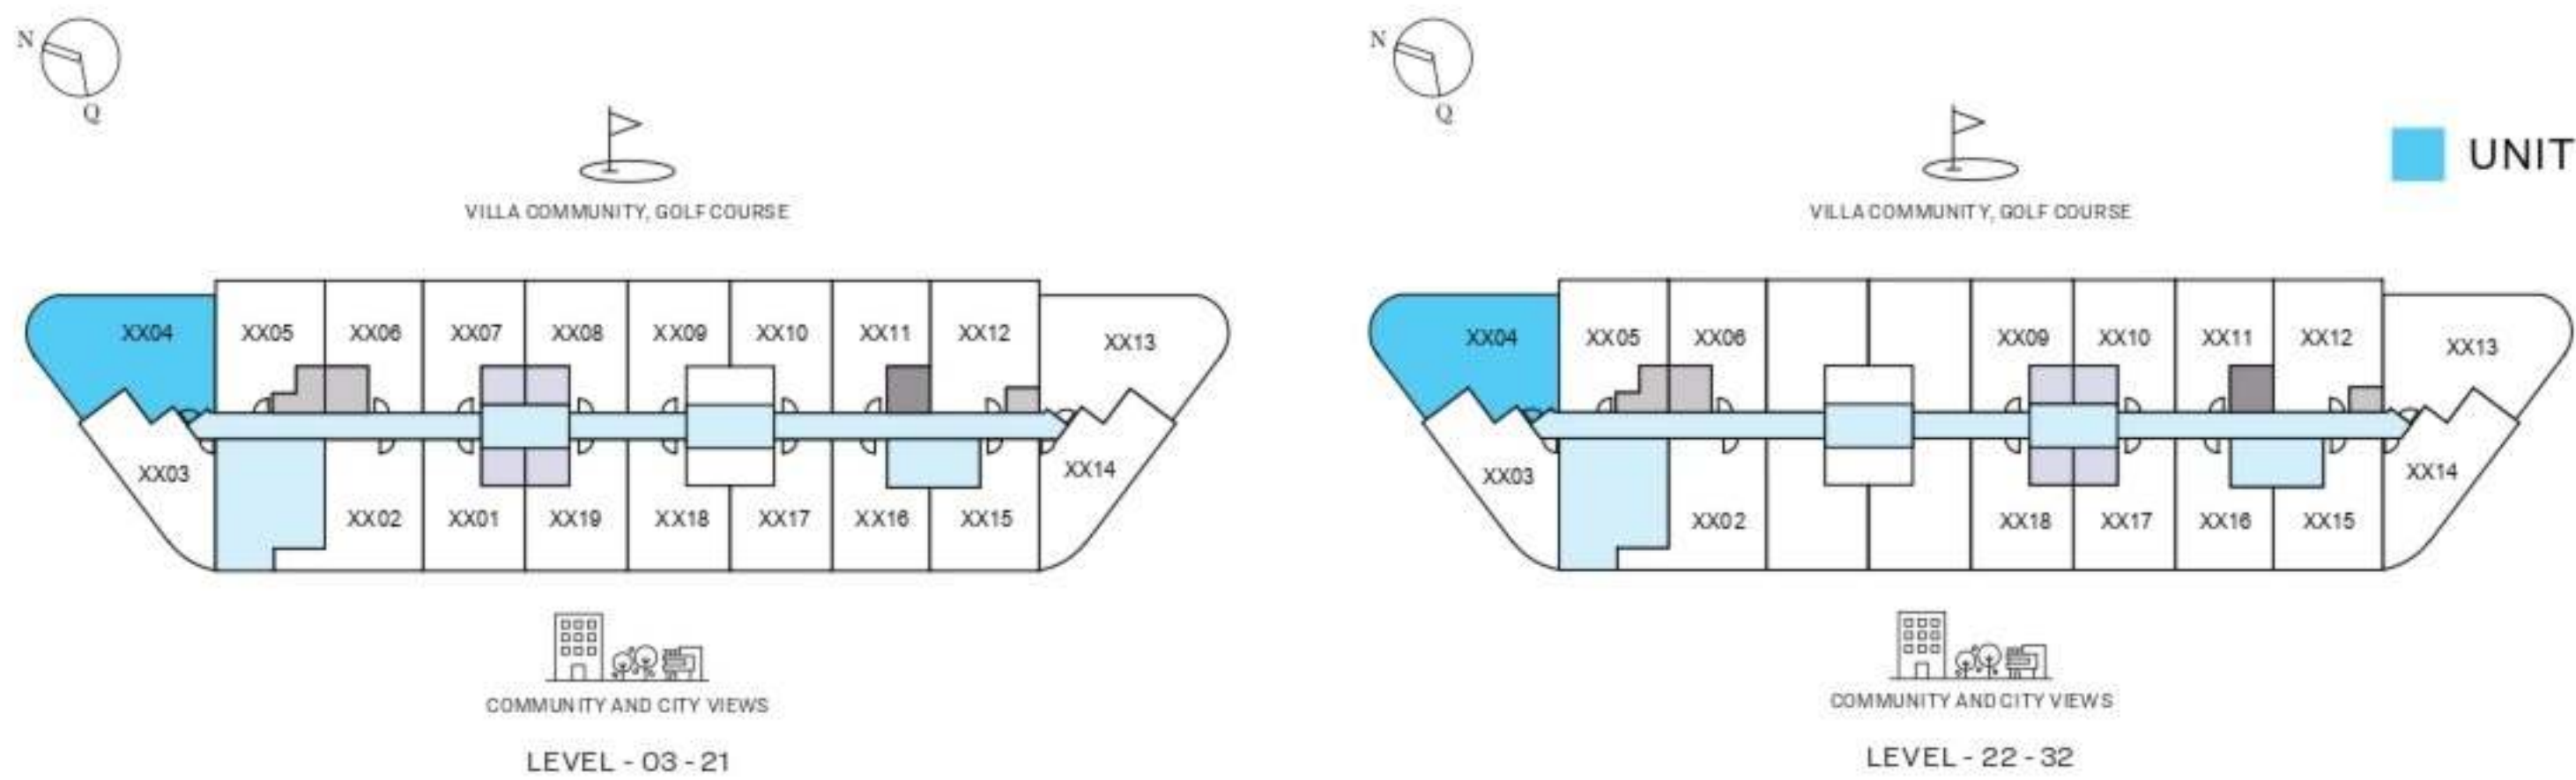 N
Q
VILLA COMMUNITY, GOLF COURSE
XX04
XX05
XX06
XX07
XX08
XX09
XX10
XX11
XX12
XX13
XX03
XX02
XX01
XX19
XX18
XX17
XX16
XX15
XX14
COMMUNITY AND CITY VIEWS
LEVEL - 03 - 21
N
Q
VILLA COMMUNITY, GOLF COURSE
UNIT
XX04
XX05
XX06
XX09
XX10
XX11
XX12
XX13
XX03
XX02
XX18
XX17
XX16
XX15
XX14
COMMUNITY AND CITY VIEWS
LEVEL - 22 - 32